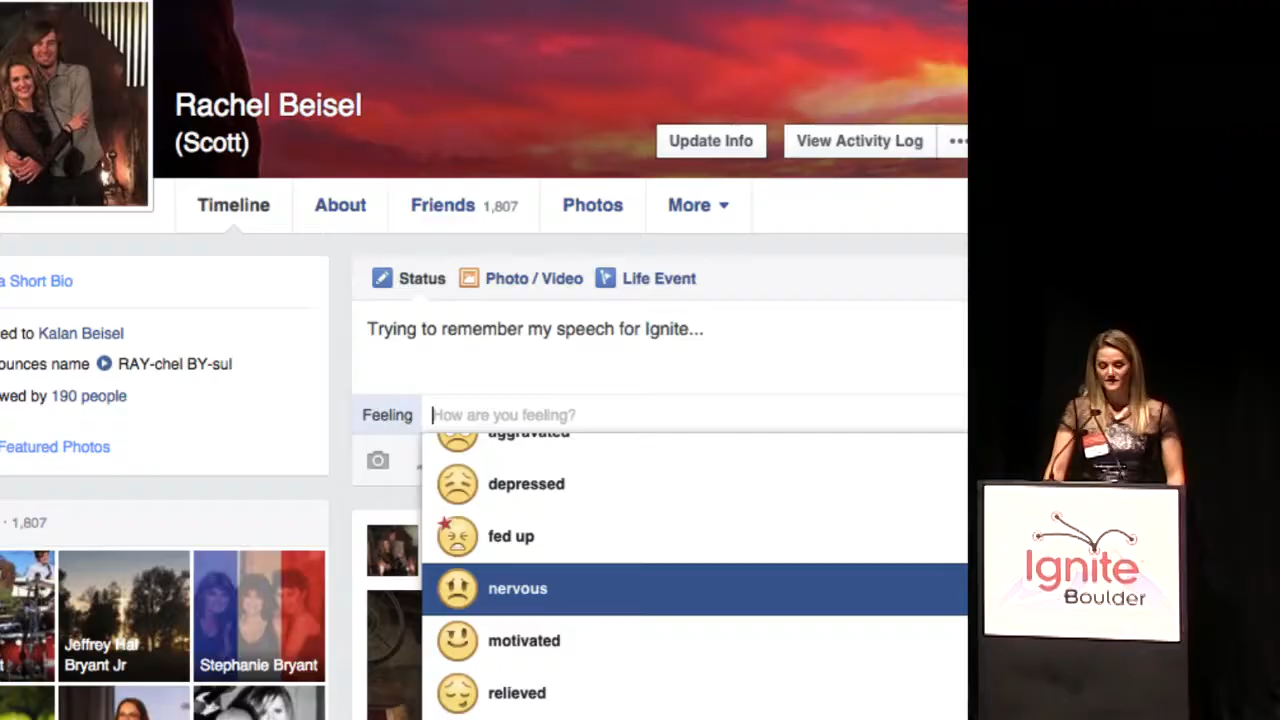 Rachel Beisel
(Scott)
Update Info
View Activity Log
Timeline
About
Friends 1,807
Photos
More
a Short Bio
ed to Kalan Beisel
ounces name RAY-chel BY-sul
wed by 190 people
Featured Photos
· 1,807
Jeffrey Hal
Bryant Jr
Stephanie Bryant
Status
Photo / Video
Life Event
Trying to remember my speech for Ignite...
Feeling
How are you feeling?
aggravated
depressed
fed up
nervous
motivated
relieved
Ignite
Boulder